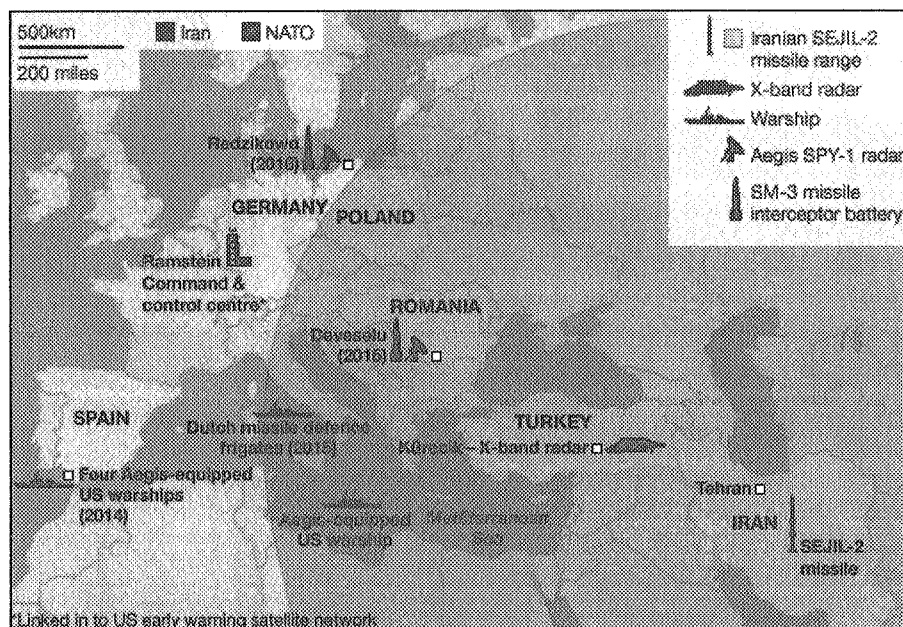 500km
200 miles
Iran
NATO
Iranian SEJIL-2
missile range
X-band radar
Warship
Aegis SPY-1 radar
SM-3 missile
interceptor battery
Redzikowo
GERMANY
POLAND
Ramstein
Command &
control centre*
ROMANIA
Deveselu
(2015)
SPAIN
Dutch missile defence
frigates (2015)
TURKEY
Kürecik – X-band radar
Four Aegis-equipped
US warships
(2014)
Aegis-equipped
US warship
Mediterranean
Sea
Tehran
IRAN
SEJIL-2
missile
*Linked in to US early warning satellite network